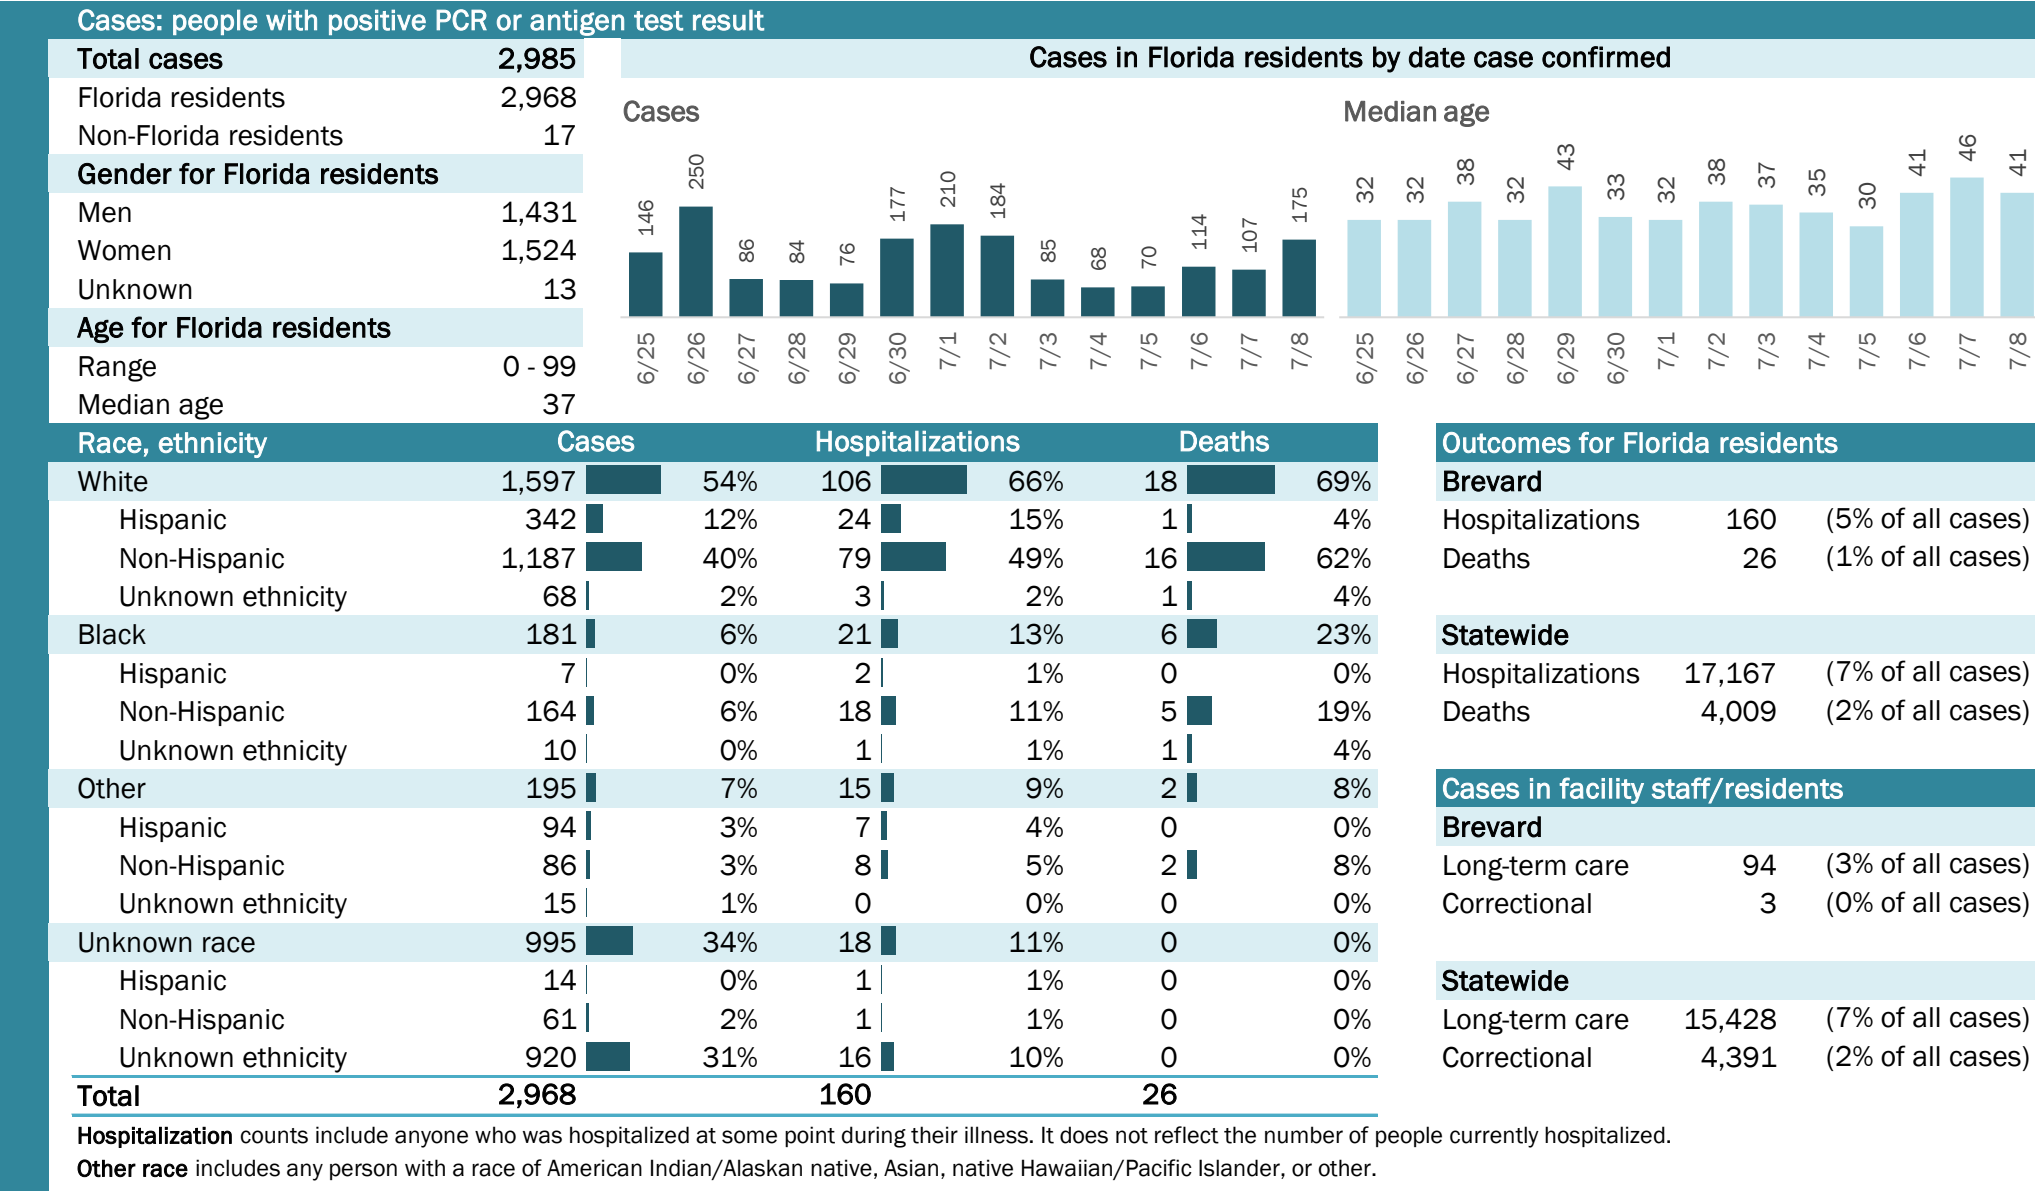 Cases: people with positive PCR or antigen test result
Total cases 2,985
Florida residents 2,968
Non-Florida residents 17
Gender for Florida residents
Men 1,431
Women 1,524
Unknown 13
Age for Florida residents
Range 0 - 99
Median age 37
Cases in Florida residents by date case confirmed
Cases
146 250 86 84 76 177 210 184 85 68 70 114 107 175
6/25 6/26 6/27 6/28 6/29 6/30 7/1 7/2 7/3 7/4 7/5 7/6 7/7 7/8
Median age
32 32 38 32 43 33 32 38 37 35 30 41 46 41
6/25 6/26 6/27 6/28 6/29 6/30 7/1 7/2 7/3 7/4 7/5 7/6 7/7 7/8
Race, ethnicity Cases Hospitalizations Deaths
White 1,597 54% 106 66% 18 69%
Hispanic 342 12% 24 15% 1 4%
Non-Hispanic 1,187 40% 79 49% 16 62%
Unknown ethnicity 68 2% 3 2% 1 4%
Black 181 6% 21 13% 6 23%
Hispanic 7 0% 2 1% 0 0%
Non-Hispanic 164 6% 18 11% 5 19%
Unknown ethnicity 10 0% 1 1% 1 4%
Other 195 7% 15 9% 2 8%
Hispanic 94 3% 7 4% 0 0%
Non-Hispanic 86 3% 8 5% 2 8%
Unknown ethnicity 15 1% 0 0% 0 0%
Unknown race 995 34% 18 11% 0 0%
Hispanic 14 0% 1 1% 0 0%
Non-Hispanic 61 2% 1 1% 0 0%
Unknown ethnicity 920 31% 16 10% 0 0%
Total 2,968 160 26
Outcomes for Florida residents
Brevard
Hospitalizations 160 (5% of all cases)
Deaths 26 (1% of all cases)
Statewide
Hospitalizations 17,167 (7% of all cases)
Deaths 4,009 (2% of all cases)
Cases in facility staff/residents
Brevard
Long-term care 94 (3% of all cases)
Correctional 3 (0% of all cases)
Statewide
Long-term care 15,428 (7% of all cases)
Correctional 4,391 (2% of all cases)
Hospitalization counts include anyone who was hospitalized at some point during their illness. It does not reflect the number of people currently hospitalized.
Other race includes any person with a race of American Indian/Alaskan native, Asian, native Hawaiian/Pacific Islander, or other.